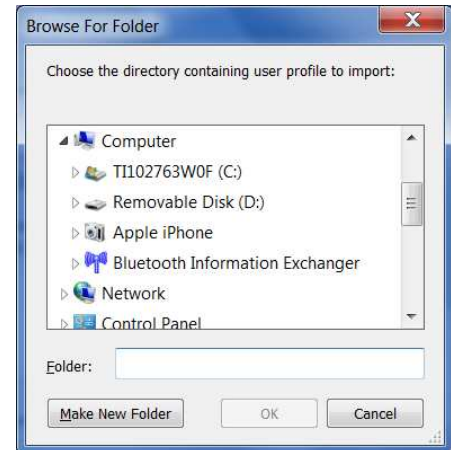 Browse For Folder
Choose the directory containing user profile to import:
Computer
TI102763W0F (C:)
Removable Disk (D:)
Apple iPhone
Bluetooth Information Exchanger
Network
Control Panel
Folder:
Make New Folder
OK
Cancel